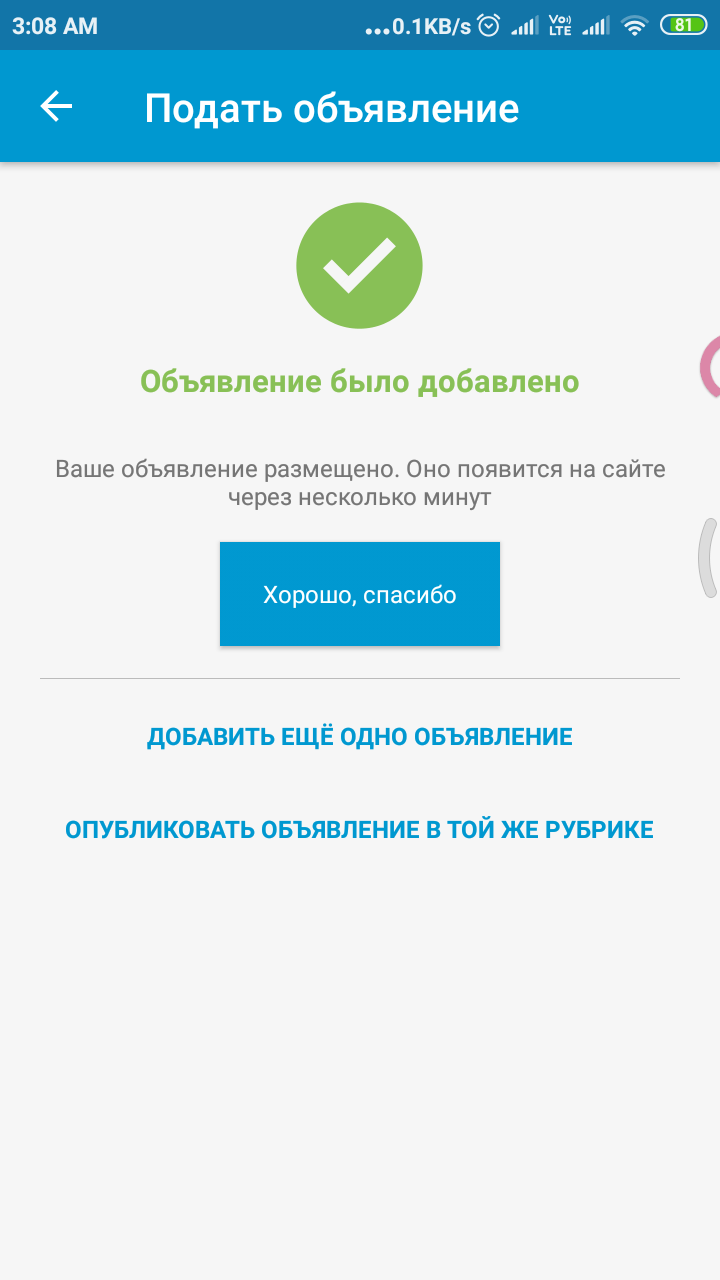 3:08 AM ...0.1KB/s Vo)) LTE 81
Подать объявление
Объявление было добавлено
Ваше объявление размещено. Оно появится на сайте
через несколько минут
Хорошо, спасибо
ДОБАВИТЬ ЕЩЁ ОДНО ОБЪЯВЛЕНИЕ
ОПУБЛИКОВАТЬ ОБЪЯВЛЕНИЕ В ТОЙ ЖЕ РУБРИКЕ